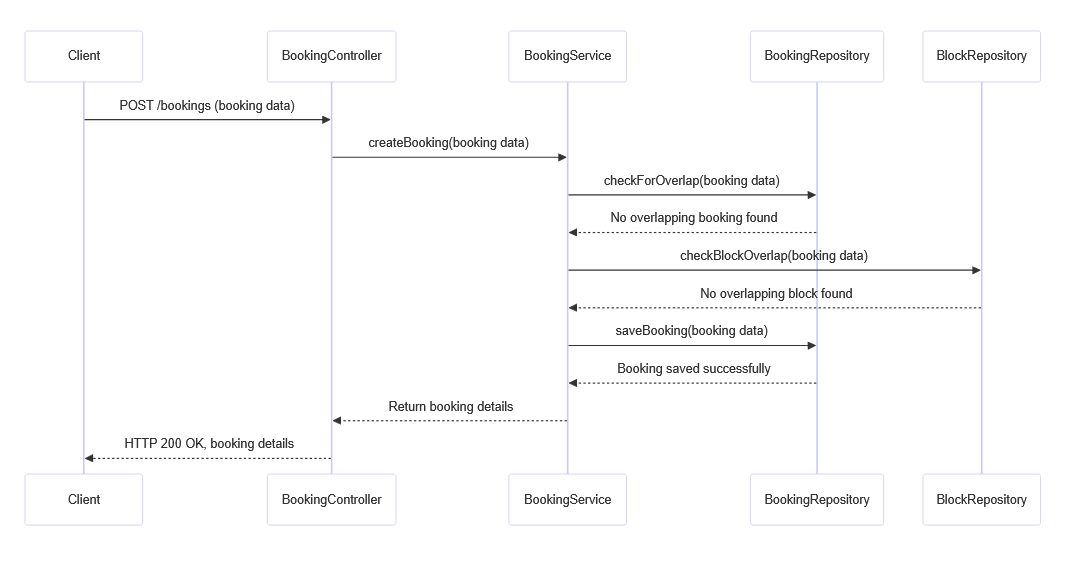 Client
BookingController
BookingService
BookingRepository
BlockRepository
POST /bookings (booking data)
createBooking(booking data)
checkForOverlap(booking data)
No overlapping booking found
checkBlockOverlap(booking data)
No overlapping block found
saveBooking(booking data)
Booking saved successfully
Return booking details
HTTP 200 OK, booking details
Client
BookingController
BookingService
BookingRepository
BlockRepository